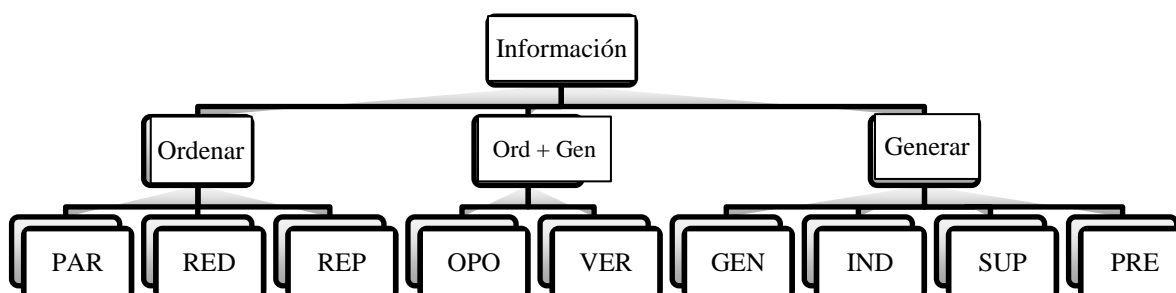 Información
Ordenar
Ord + Gen
Generar
PAR
RED
REP
OPO
VER
GEN
IND
SUP
PRE